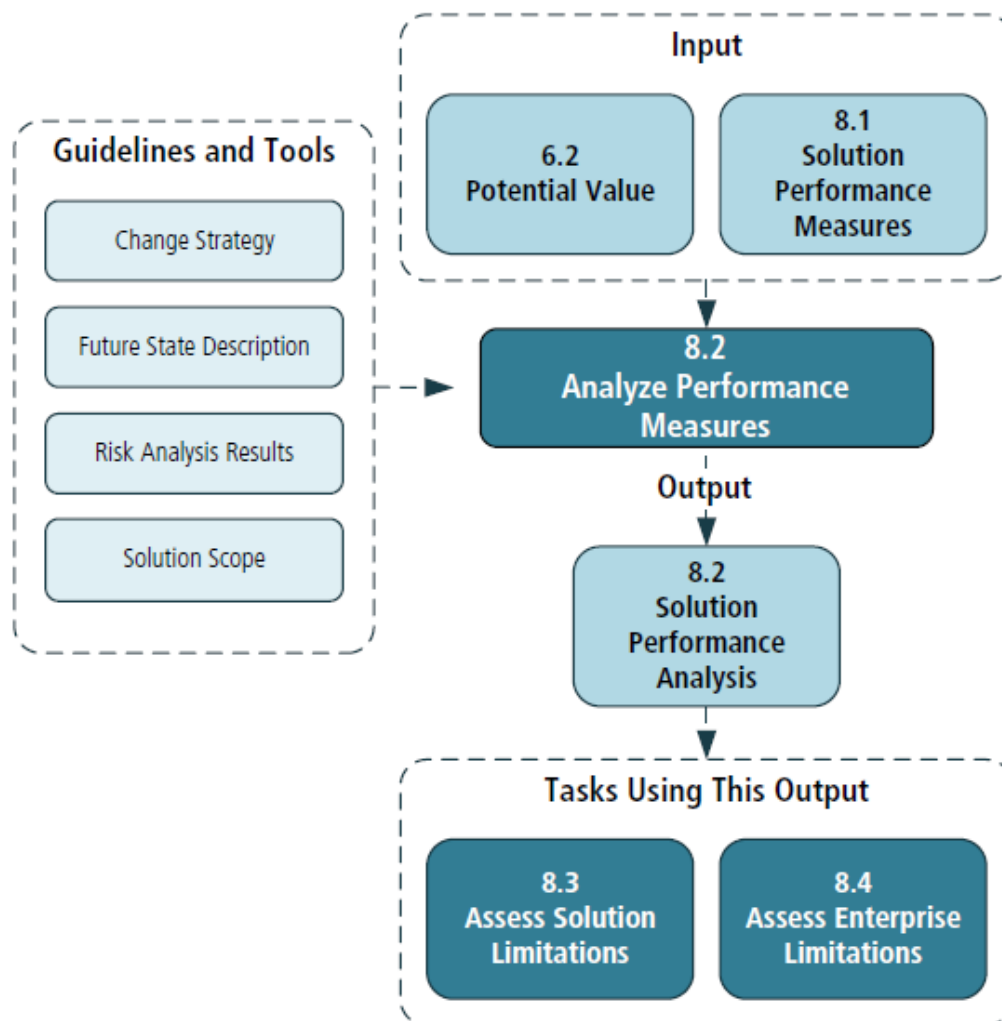 Input
6.2
Potential Value
8.1
Solution
Performance
Measures
Guidelines and Tools
Change Strategy
Future State Description
Risk Analysis Results
Solution Scope
8.2
Analyze Performance
Measures
Output
8.2
Solution
Performance
Analysis
Tasks Using This Output
8.3
Assess Solution
Limitations
8.4
Assess Enterprise
Limitations